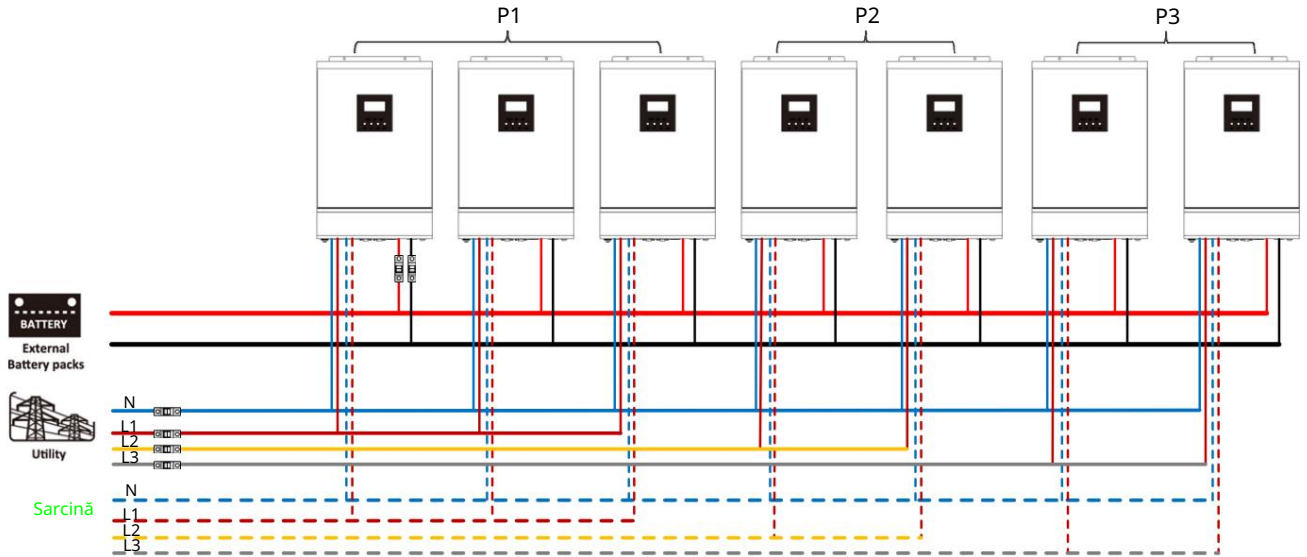 P1
P2
P3
BATTERY
External
Battery packs
N
L1
L2
L3
Utility
N
Sarcină
L1
L2
L3